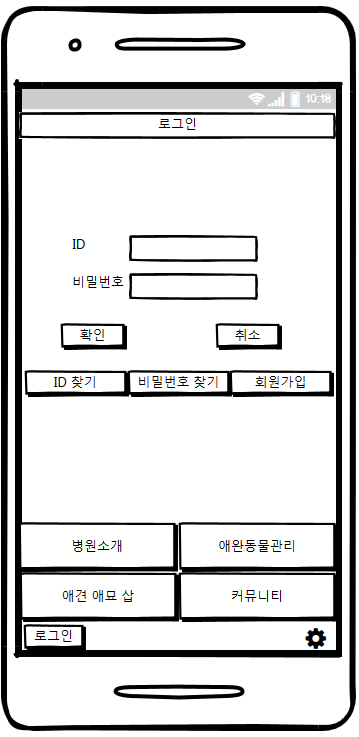 10:18
로그인
ID
비밀번호
확인 취소
ID 찾기 비밀번호 찾기 회원가입
병원소개 애완동물관리
애견 애묘 샵 커뮤니티
로그인